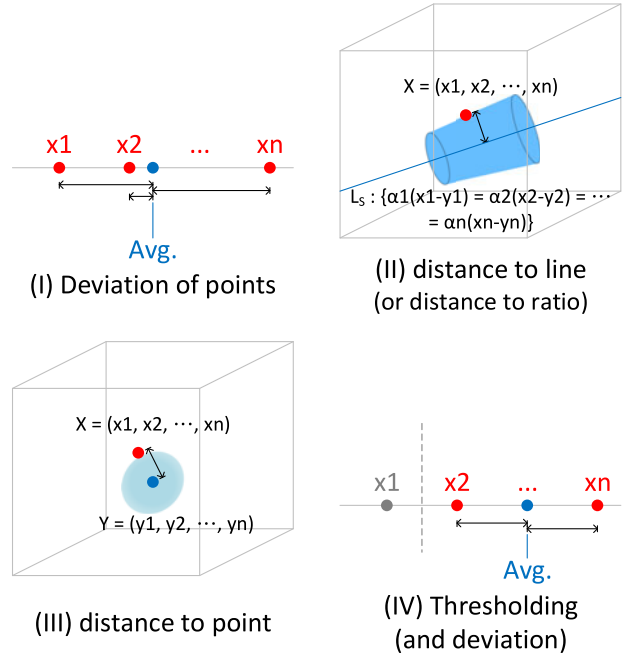 x1 x2 ... xn
Avg.
(I) Deviation of points
X = (x1, x2, ⋯, xn)
Lₛ : {α1(x1-y1) = α2(x2-y2) = ⋯
= αn(xn-yn)}
(II) distance to line
(or distance to ratio)
X = (x1, x2, ⋯, xn)
Y = (y1, y2, ⋯, yn)
(III) distance to point
x1 x2 ... xn
Avg.
(IV) Thresholding
(and deviation)